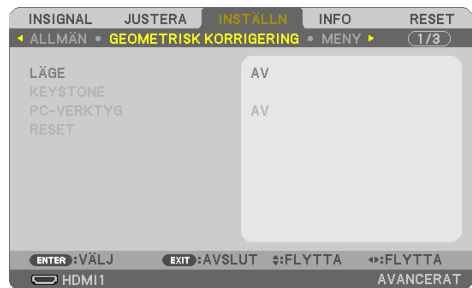 INSIGNAL JUSTERA INSTÄLLN INFO RESET
ALLMÄN • GEOMETRISK KORRIGERING • MENY 1/3
LÄGE AV
KEYSTONE
PC-VERKTYG AV
RESET
ENTER :VÄLJ EXIT :AVSLUT :FLYTTA :FLYTTA
HDMI1 AVANCERAT